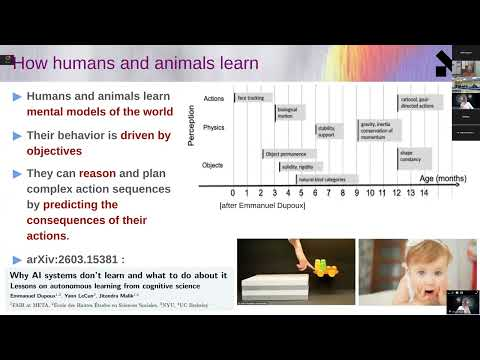 How humans and animals learn
Humans and animals learn
mental models of the world
Their behavior is driven by
objectives
They can reason and plan
complex action sequences
by predicting the
consequences of their
actions.
arXiv:2603.15381 :
Why AI systems don't learn and what to do about it
Lessons on autonomous learning from cognitive science
Emmanuel Dupoux1,2, Yann LeCun3, Jitendra Malik1,4
1FAIR at META, 2École des Hautes Études en Sciences Sociales, 3NYU, 4UC Berkeley
Perception
Actions
Physics
Objects
face tracking
biological
motion
rational, goal-
directed actions
stability,
support
gravity, inertia
conservation of
momentum
Object permanence
solidity, rigidity
shape
constancy
natural kind categories
0 1 2 3 4 5 6 7 8 9 10 11 12 13 14
Age (months)
[after Emmanuel Dupoux]